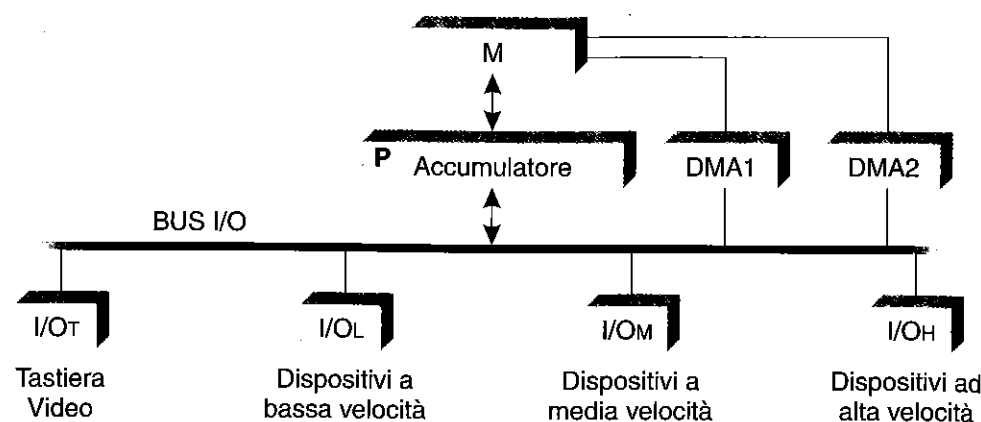 M
P Accumulatore
DMA1
DMA2
BUS I/O
I/OT
I/OL
I/OM
I/OH
Tastiera
Video
Dispositivi a
bassa velocità
Dispositivi a
media velocità
Dispositivi ad
alta velocità